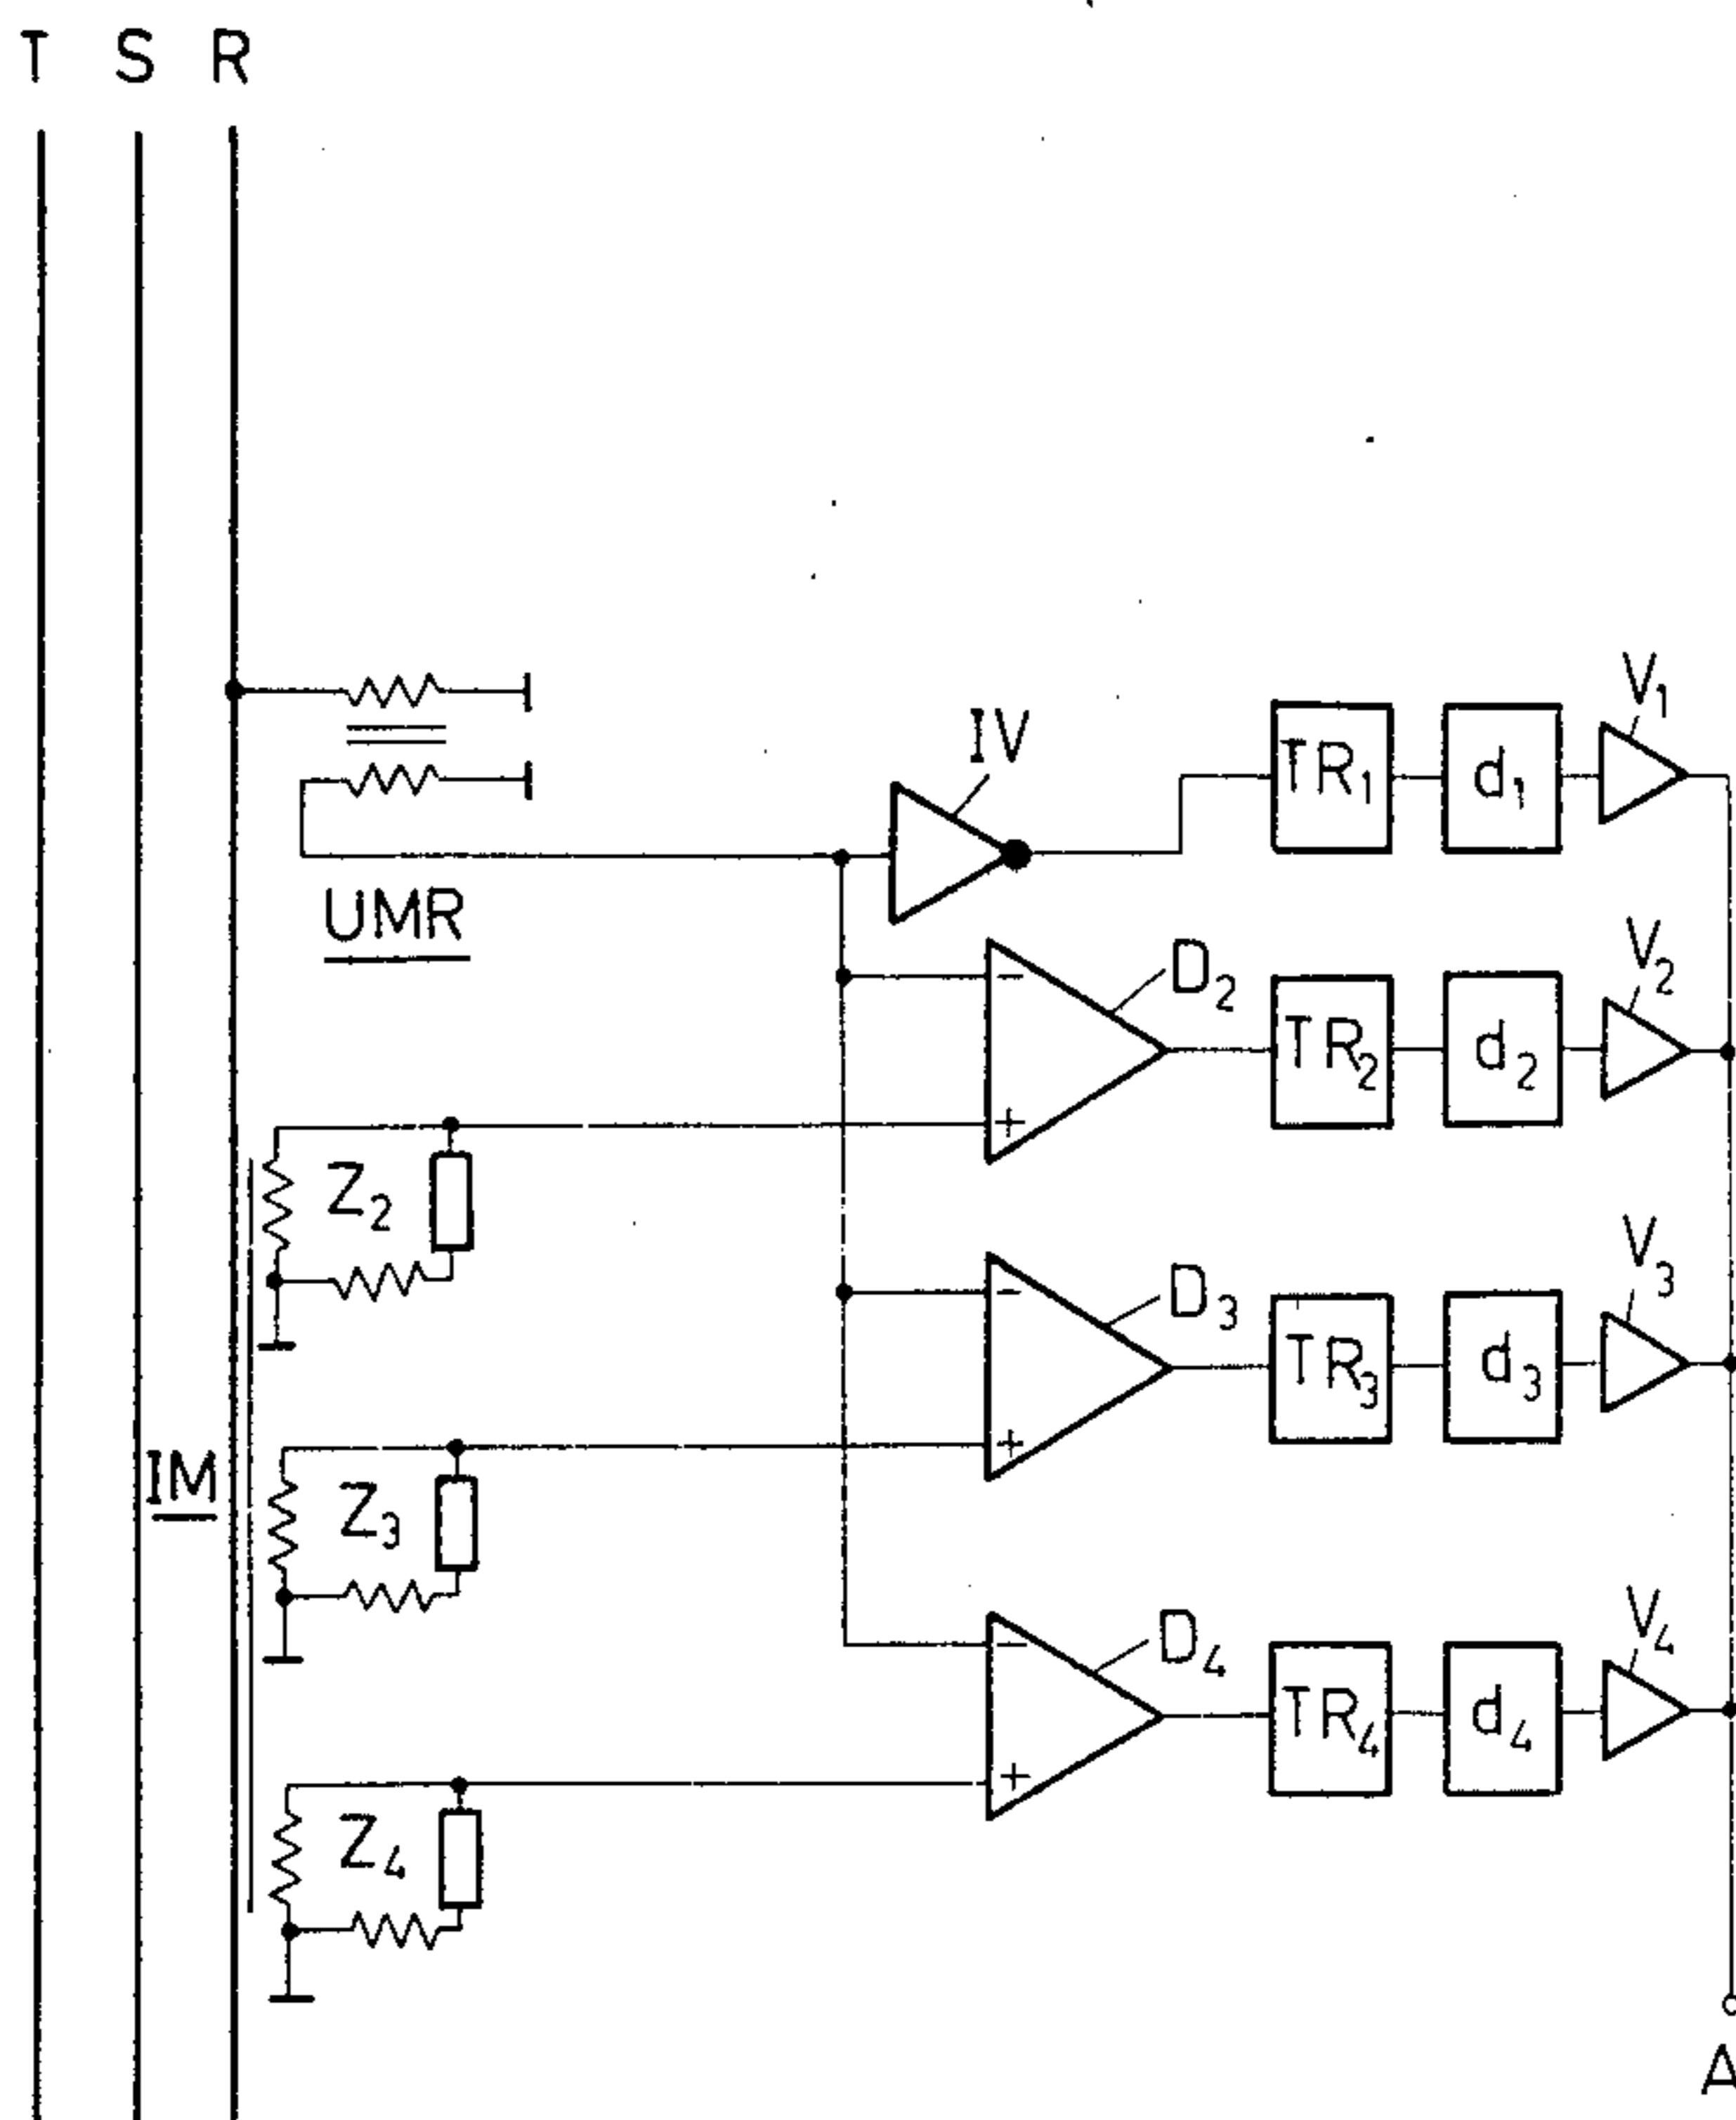 T S R
V₁
IV
TR₁ d₁
UMR
V₂
D₂
−
TR₂ d₂
+
Z₂
V₃
D₃
−
TR₃ d₃
+
IM
Z₃
V₄
D₄
−
TR₄ d₄
+
Z₄
A